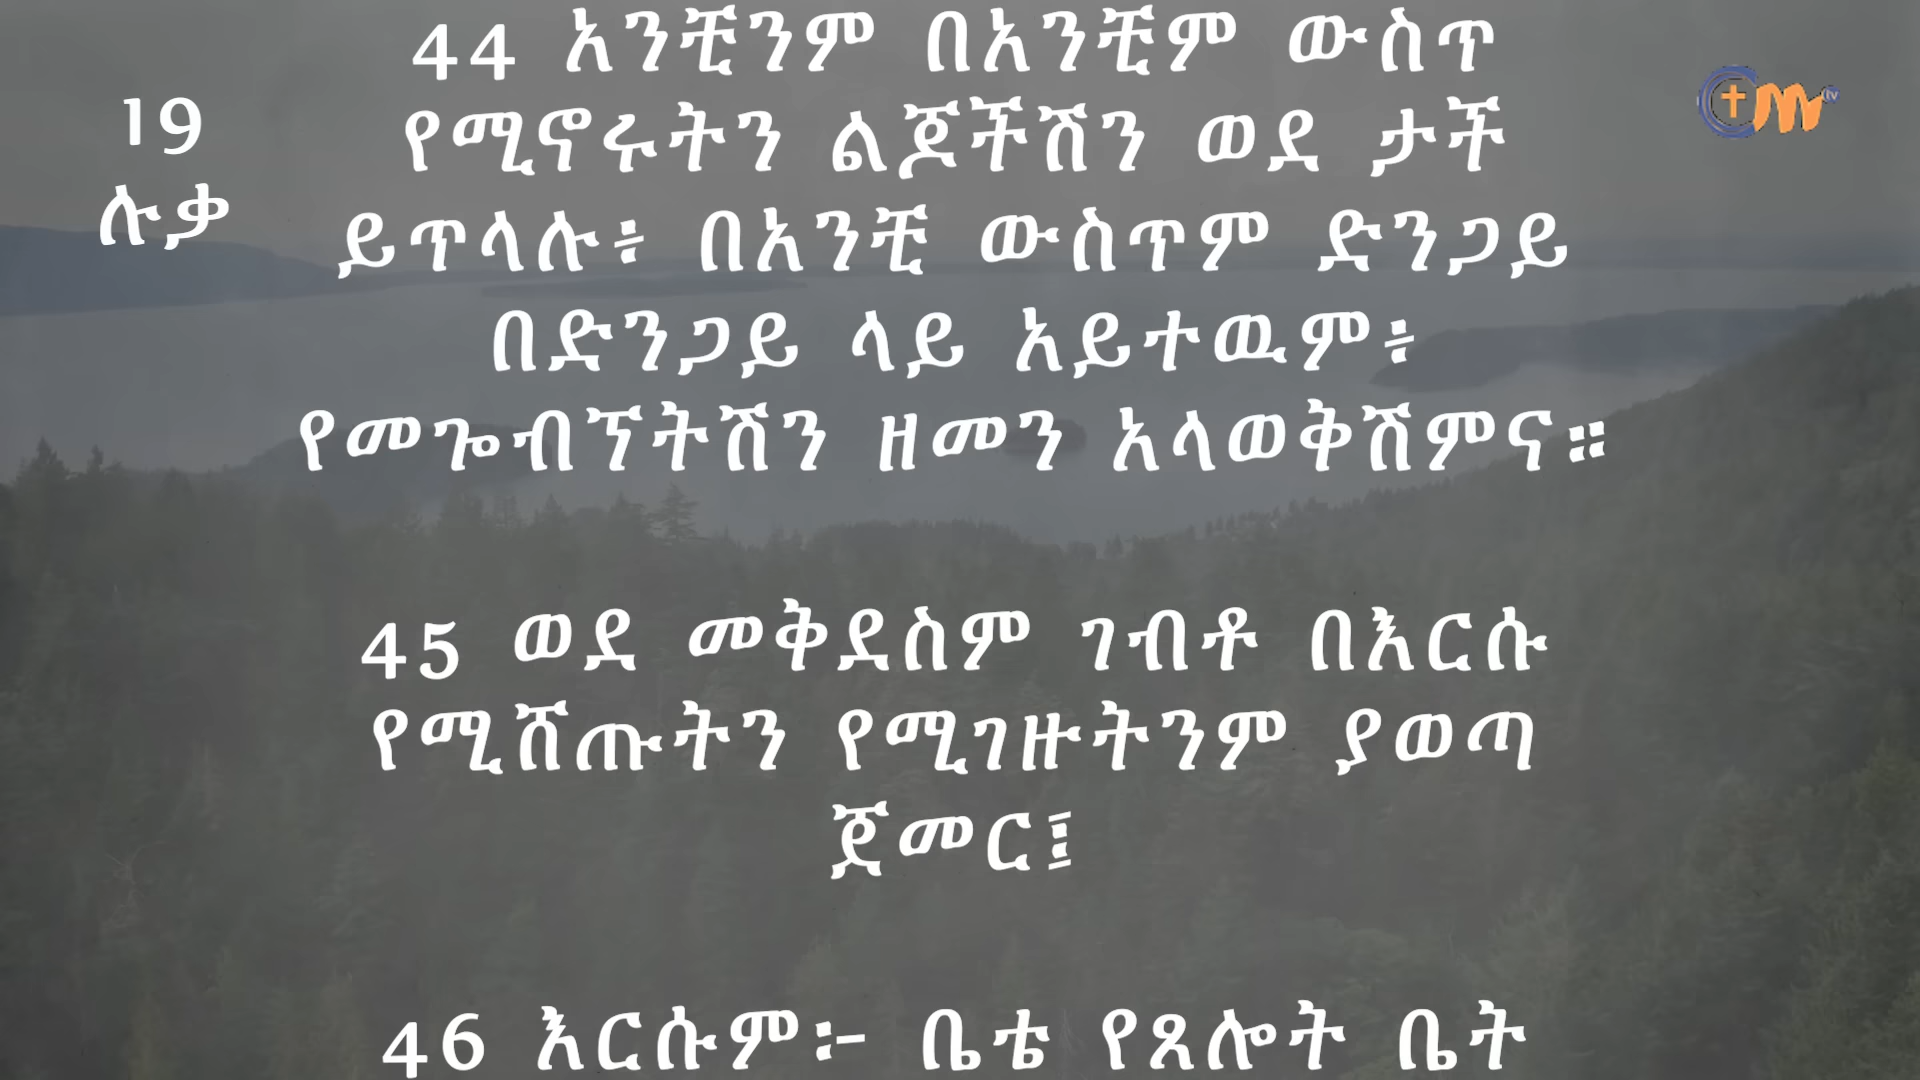 19
ሉቃ
44 አንቺንም በአንቺም ውስጥ
የሚኖሩትን ልጆችሽን ወደ ታች
ይጥላሉ፥ በአንቺ ውስጥም ድንጋይ
በድንጋይ ላይ አይተዉም፥
የመጐብኘትሽን ዘመን አላወቅሽምና።
45 ወደ መቅደስም ገብቶ በእርሱ
የሚሸጡትን የሚገዙትንም ያወጣ
ጀመር፤
46 እርሱም፦ ቤቴ የጸሎት ቤት
tv